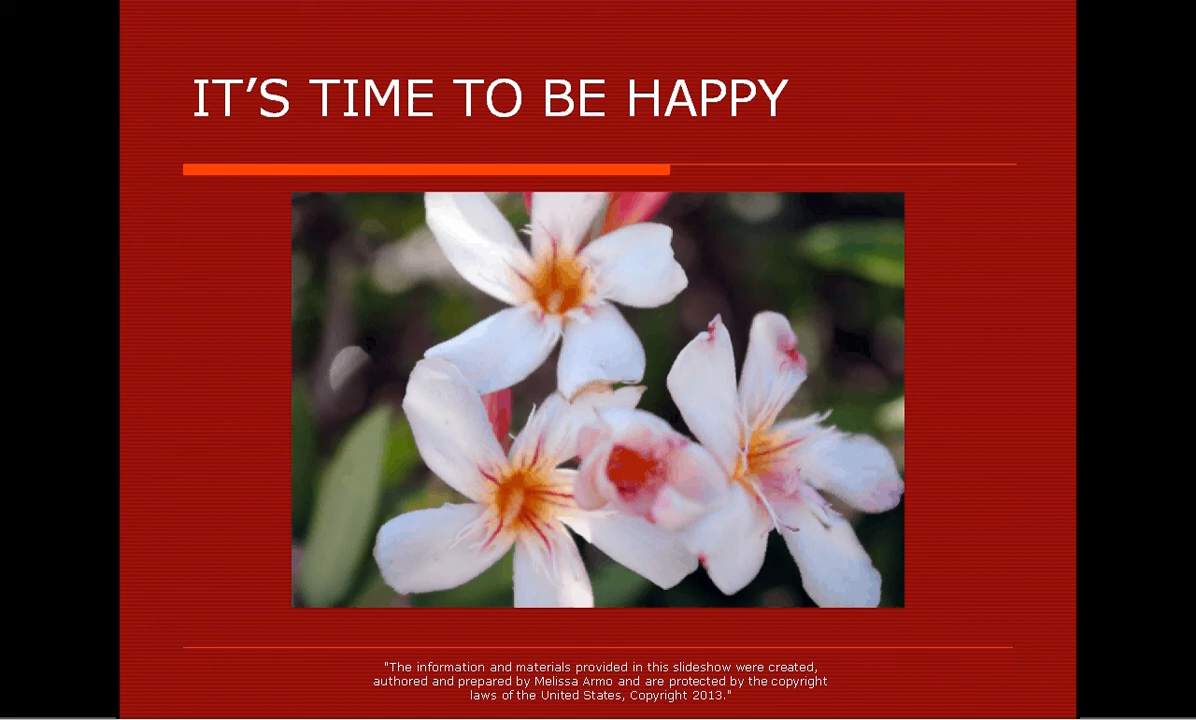 IT’S TIME TO BE HAPPY
"The information and materials provided in this slideshow were created,
authored and prepared by Melissa Armo and are protected by the copyright
laws of the United States, Copyright 2013."